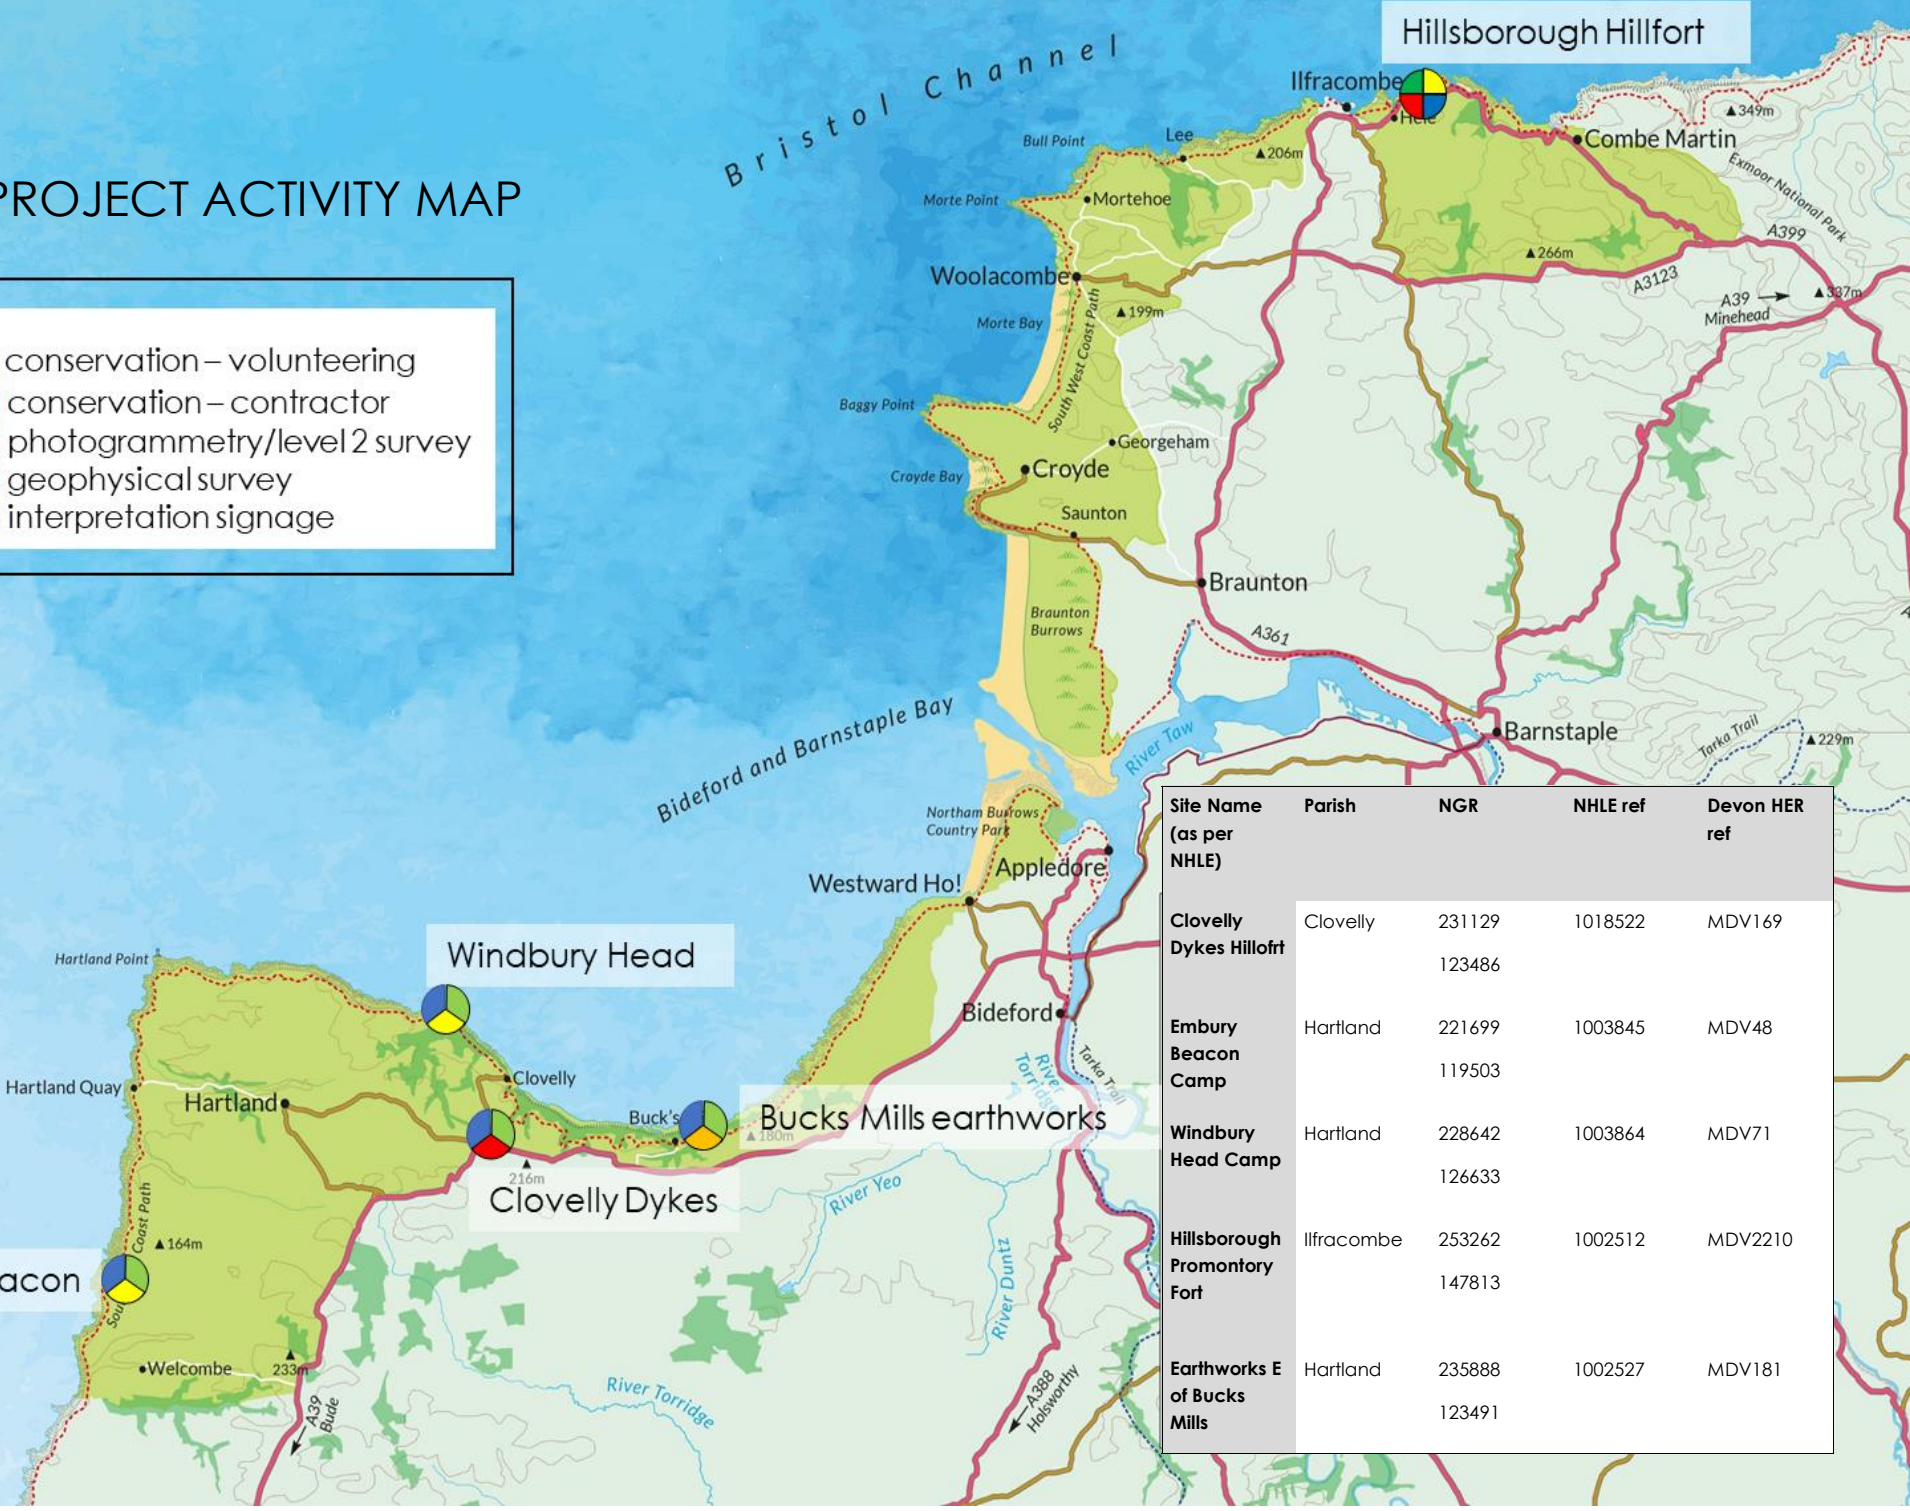 Hillsborough Hillfort
Bristol Channel
Ilfracombe
Hele
▲349m
Bull Point
Lee
▲206m
Combe Martin
Exmoor National Park
PROJECT ACTIVITY MAP
Morte Point
Mortehoe
A399
▲266m
Woolacombe
A3123
A39
Minehead
▲337m
Morte Bay
South West Coast Path
▲199m
conservation – volunteering
conservation – contractor
photogrammetry/level 2 survey
geophysical survey
interpretation signage
Baggy Point
Georgeham
Croyde Bay
Croyde
Saunton
Braunton
Braunton
Burrows
A361
Bideford and Barnstaple Bay
River Taw
Barnstaple
Tarka Trail
▲229m
Northam Burrows
Country Park
Appledore
Westward Ho!
Windbury Head
Hartland Point
Bideford
River
Torridge
Tarka Trail
Hartland Quay
Hartland
Clovelly
Buck's
Bucks Mills earthworks
▲180m
▲
216m
Clovelly Dykes
River Yeo
River Duntz
Coast Path
▲164m
acon
Sou
Welcombe
▲
233m
A39
Bude
River Torridge
A388
Holsworthy
Site Name Parish NGR NHLE ref Devon HER
(as per ref
NHLE)
Clovelly Clovelly 231129 1018522 MDV169
Dykes Hillofrt
123486
Embury Hartland 221699 1003845 MDV48
Beacon
119503
Camp
Windbury Hartland 228642 1003864 MDV71
Head Camp
126633
Hillsborough Ilfracombe 253262 1002512 MDV2210
Promontory
147813
Fort
Earthworks E Hartland 235888 1002527 MDV181
of Bucks
123491
Mills